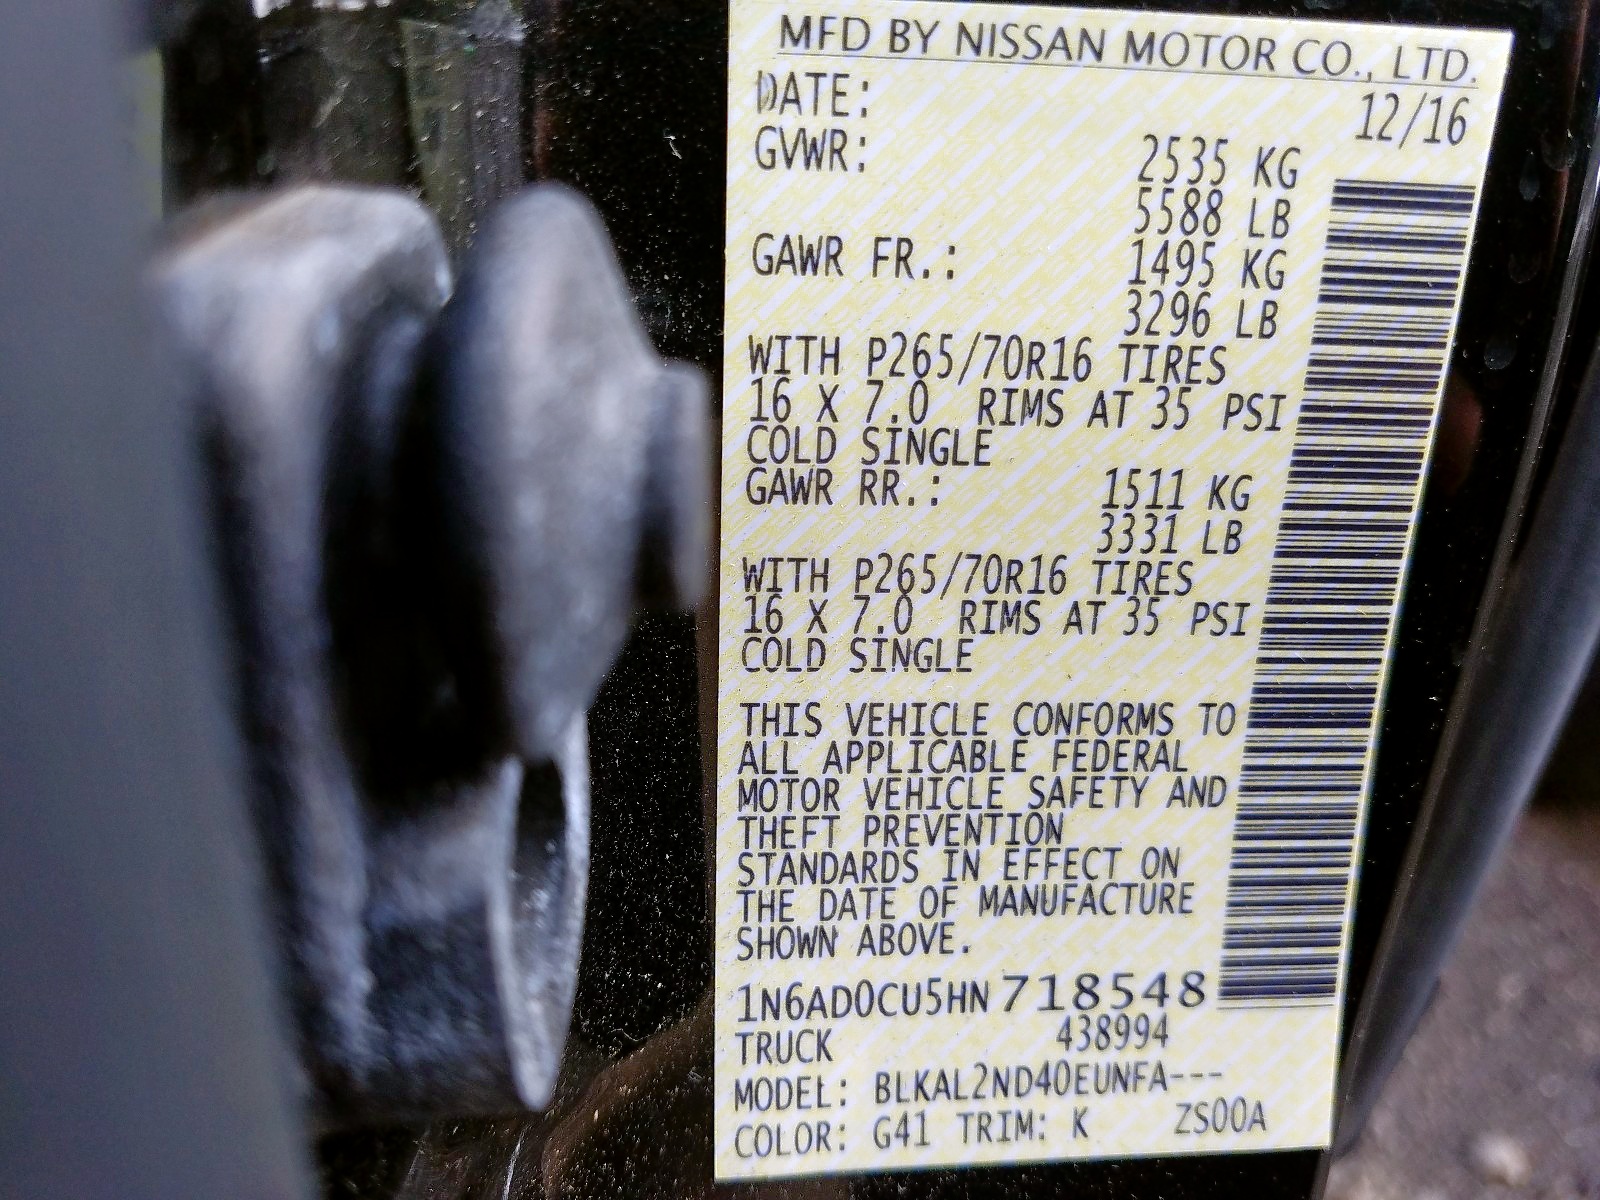 MFD BY NISSAN MOTOR CO., LTD.
DATE: 12/16
GVWR: 2535 KG
5588 LB
GAWR FR.: 1495 KG
3296 LB
WITH P265/70R16 TIRES
16 X 7.0 RIMS AT 35 PSI
COLD SINGLE
GAWR RR.: 1511 KG
3331 LB
WITH P265/70R16 TIRES
16 X 7.0 RIMS AT 35 PSI
COLD SINGLE
THIS VEHICLE CONFORMS TO
ALL APPLICABLE FEDERAL
MOTOR VEHICLE SAFETY AND
THEFT PREVENTION
STANDARDS IN EFFECT ON
THE DATE OF MANUFACTURE
SHOWN ABOVE.
1N6AD0CU5HN718548
TRUCK 438994
MODEL: BLKAL2ND40EUNFA---
COLOR: G41 TRIM: K ZS00A